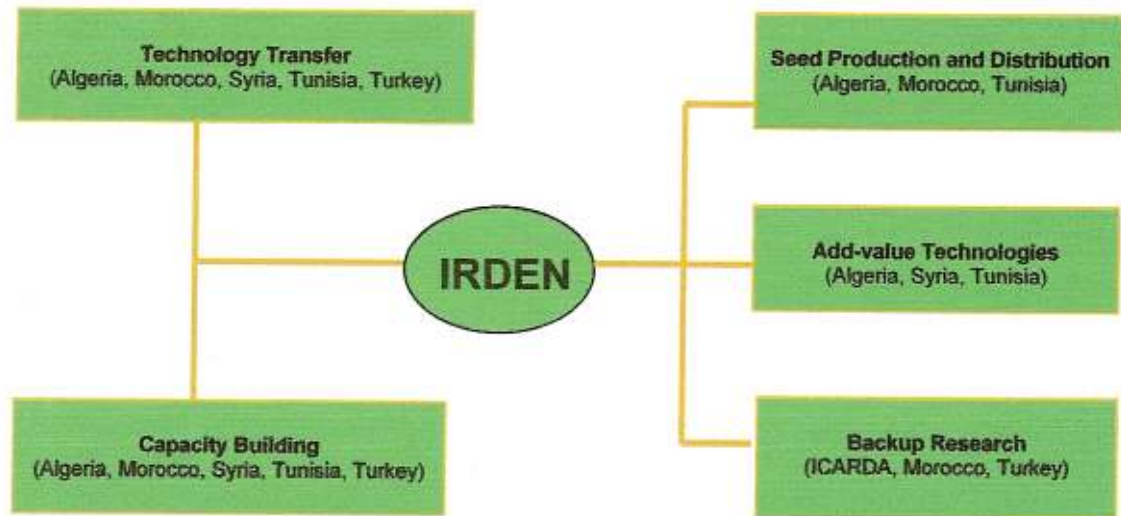 Technology Transfer
(Algeria, Morocco, Syria, Tunisia, Turkey)
Seed Production and Distribution
(Algeria, Morocco, Tunisia)
IRDEN
Add-value Technologies
(Algeria, Syria, Tunisia)
Capacity Building
(Algeria, Morocco, Syria, Tunisia, Turkey)
Backup Research
(ICARDA, Morocco, Turkey)